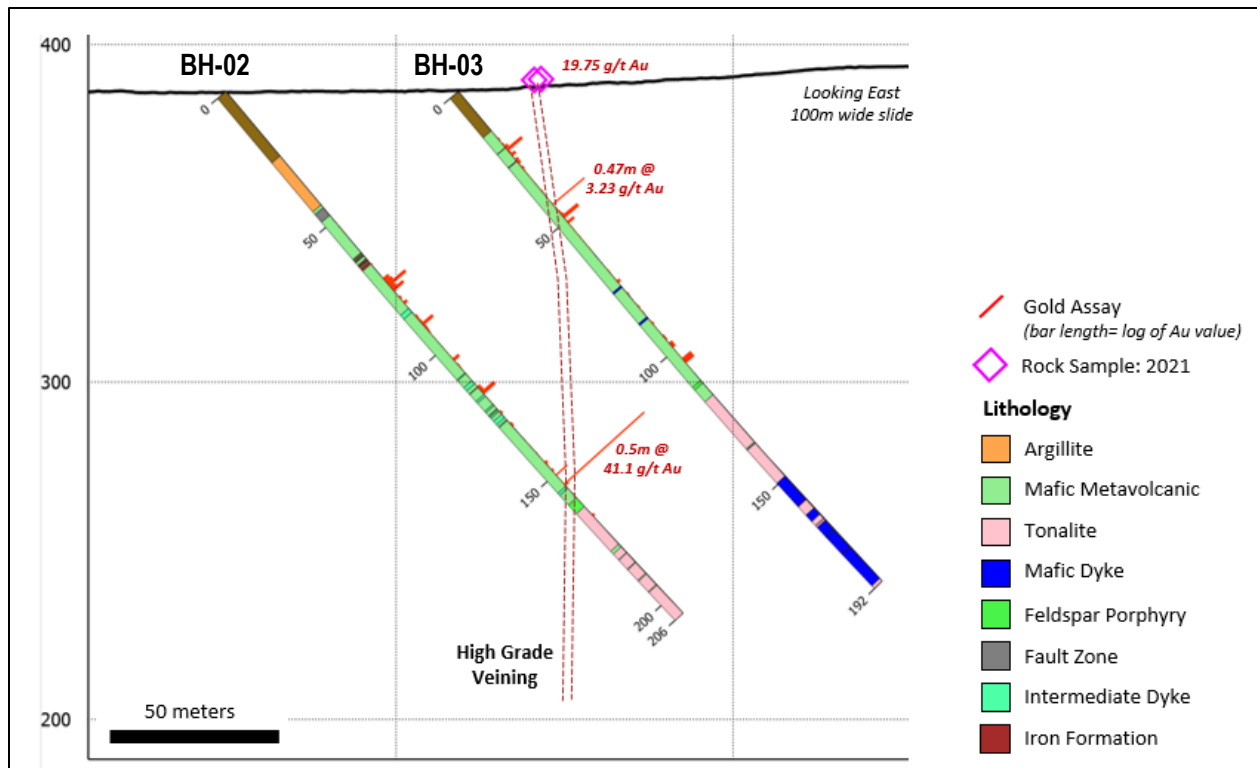 400
BH-02
BH-03
19.75 g/t Au
Looking East
100m wide slide
0
0
0.47m @
3.23 g/t Au
50
50
Gold Assay
(bar length= log of Au value)
Rock Sample: 2021
100
100
300
Lithology
Argillite
0.5m @
41.1 g/t Au
150
150
Mafic Metavolcanic
Tonalite
Mafic Dyke
192
200
206
Feldspar Porphyry
High Grade
Veining
Fault Zone
50 meters
Intermediate Dyke
200
Iron Formation